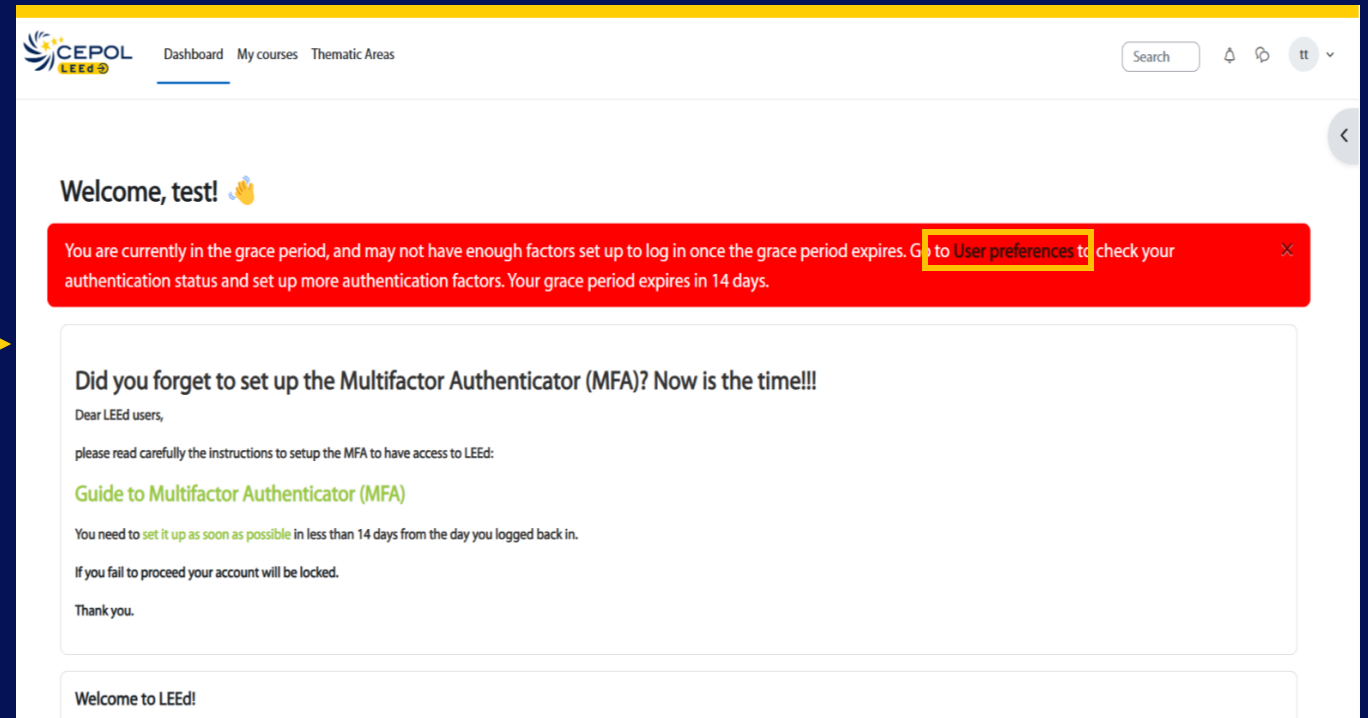 CEPOL
LEEd
Dashboard My courses Thematic Areas
Search
tt
Welcome, test!
You are currently in the grace period, and may not have enough factors set up to log in once the grace period expires. Go to User preferences to check your
authentication status and set up more authentication factors. Your grace period expires in 14 days.
Did you forget to set up the Multifactor Authenticator (MFA)? Now is the time!!!
Dear LEEd users,
please read carefully the instructions to setup the MFA to have access to LEEd:
Guide to Multifactor Authenticator (MFA)
You need to set it up as soon as possible in less than 14 days from the day you logged back in.
If you fail to proceed your account will be locked.
Thank you.
Welcome to LEEd!